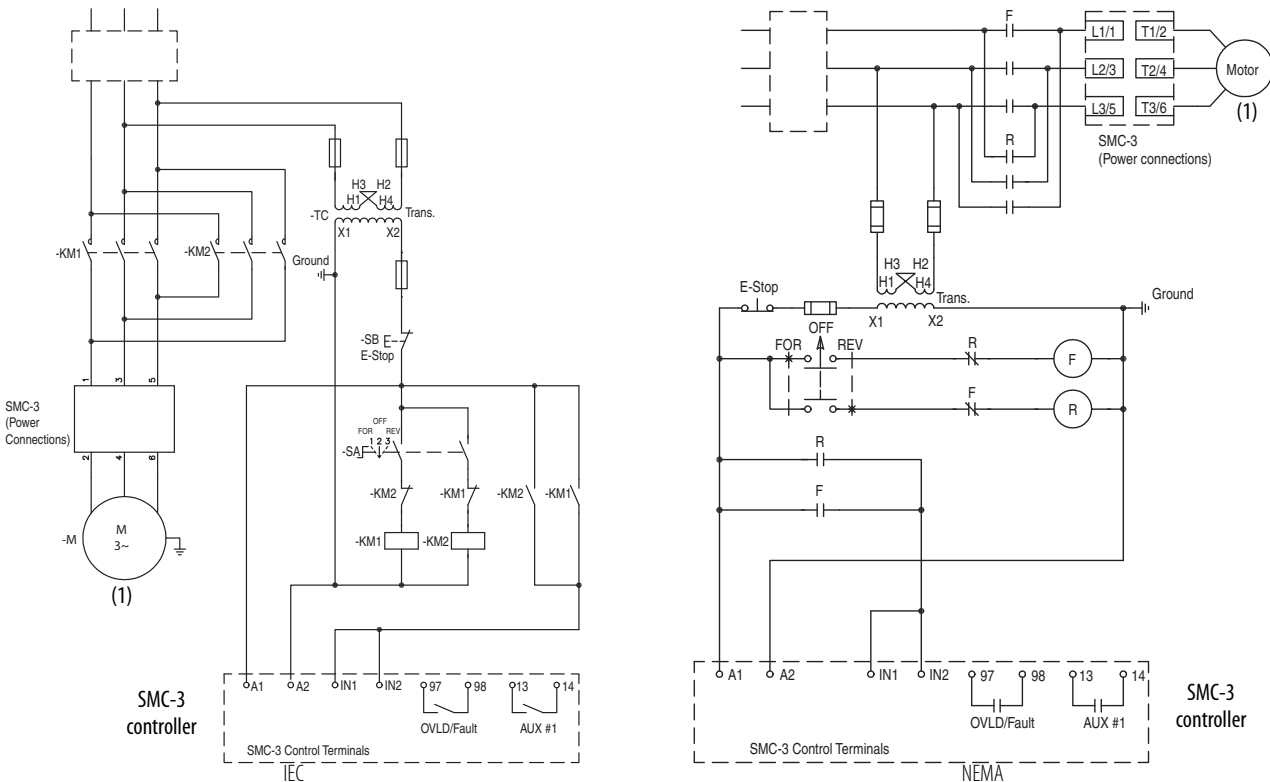 H3 H2
H1 H4
-TC
Trans.
X1 X2
-KM1
-KM2
Ground
-SB
E-Stop
1 3 5
SMC-3
(Power
Connections)
2 4 6
OFF
FOR REV
1 2 3
-SA
-KM2 -KM1 -KM2 -KM1
-KM1 -KM2
-M
M
3~
(1)
A1 A2 IN1 IN2 97 98 13 14
OVLD/Fault AUX #1
SMC-3
controller
SMC-3 Control Terminals
IEC
F
L1/1 T1/2
L2/3 T2/4
L3/5 T3/6
Motor
(1)
R
SMC-3
(Power connections)
H3 H2
H1 H4
Trans.
X1 X2
E-Stop
Ground
OFF
FOR REV
R
F
F
R
R
F
A1 A2 IN1 IN2 97 98 13 14
OVLD/Fault AUX #1
SMC-3
controller
SMC-3 Control Terminals
NEMA